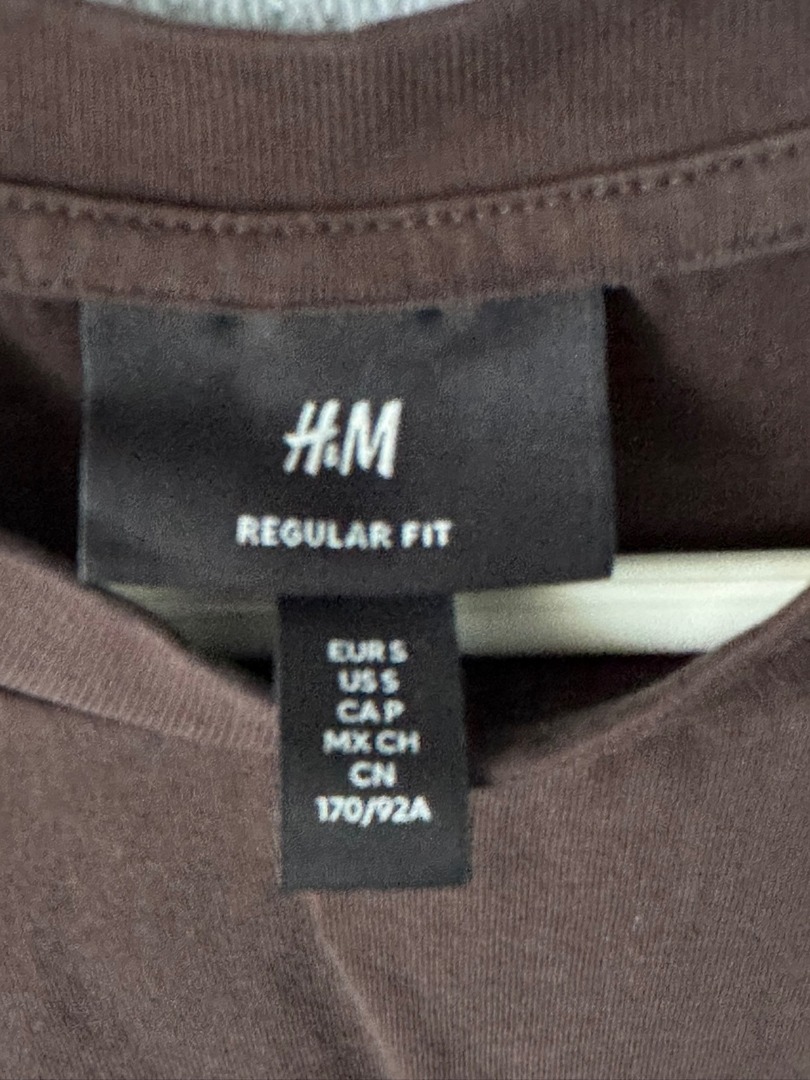 H&M
REGULAR FIT
EUR S
US S
CA P
MX CH
CN
170/92A